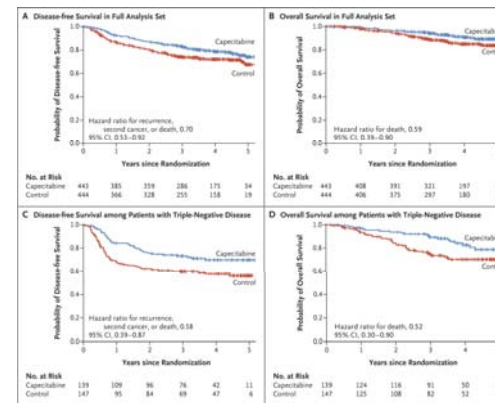 A Disease-free Survival in Full Analysis Set
Probability of Disease-free Survival
1.0
0.8
0.6
0.4
0.2
0.0
Capecitabine
Control
Hazard ratio for recurrence,
second cancer, or death, 0.70
95% CI, 0.53–0.92
0 1 2 3 4 5
Years since Randomization
No. at Risk
Capecitabine 443 385 359 286 175 34
Control 444 366 328 255 158 19
B Overall Survival in Full Analysis Set
Probability of Overall Survival
1.0
0.8
0.6
0.4
0.2
0.0
Capecitab
Contro
Hazard ratio for death, 0.59
95% CI, 0.39–0.90
0 1 2 3 4
Years since Randomization
No. at Risk
Capecitabine 443 408 391 321 197
Control 444 406 375 297 180
C Disease-free Survival among Patients with Triple-Negative Disease
Probability of Disease-free Survival
1.0
0.8
0.6
0.4
0.2
0.0
Capecitabine
Control
Hazard ratio for recurrence,
second cancer, or death, 0.58
95% CI, 0.39–0.87
0 1 2 3 4 5
Years since Randomization
No. at Risk
Capecitabine 139 109 96 76 42 11
Control 147 95 84 69 47 6
D Overall Survival among Patients with Triple-Negative Disease
Probability of Overall Survival
1.0
0.8
0.6
0.4
0.2
0.0
Capecitab
Contro
Hazard ratio for death, 0.52
95% CI, 0.30–0.90
0 1 2 3 4
Years since Randomization
No. at Risk
Capecitabine 139 124 116 91 50
Control 147 125 108 82 52